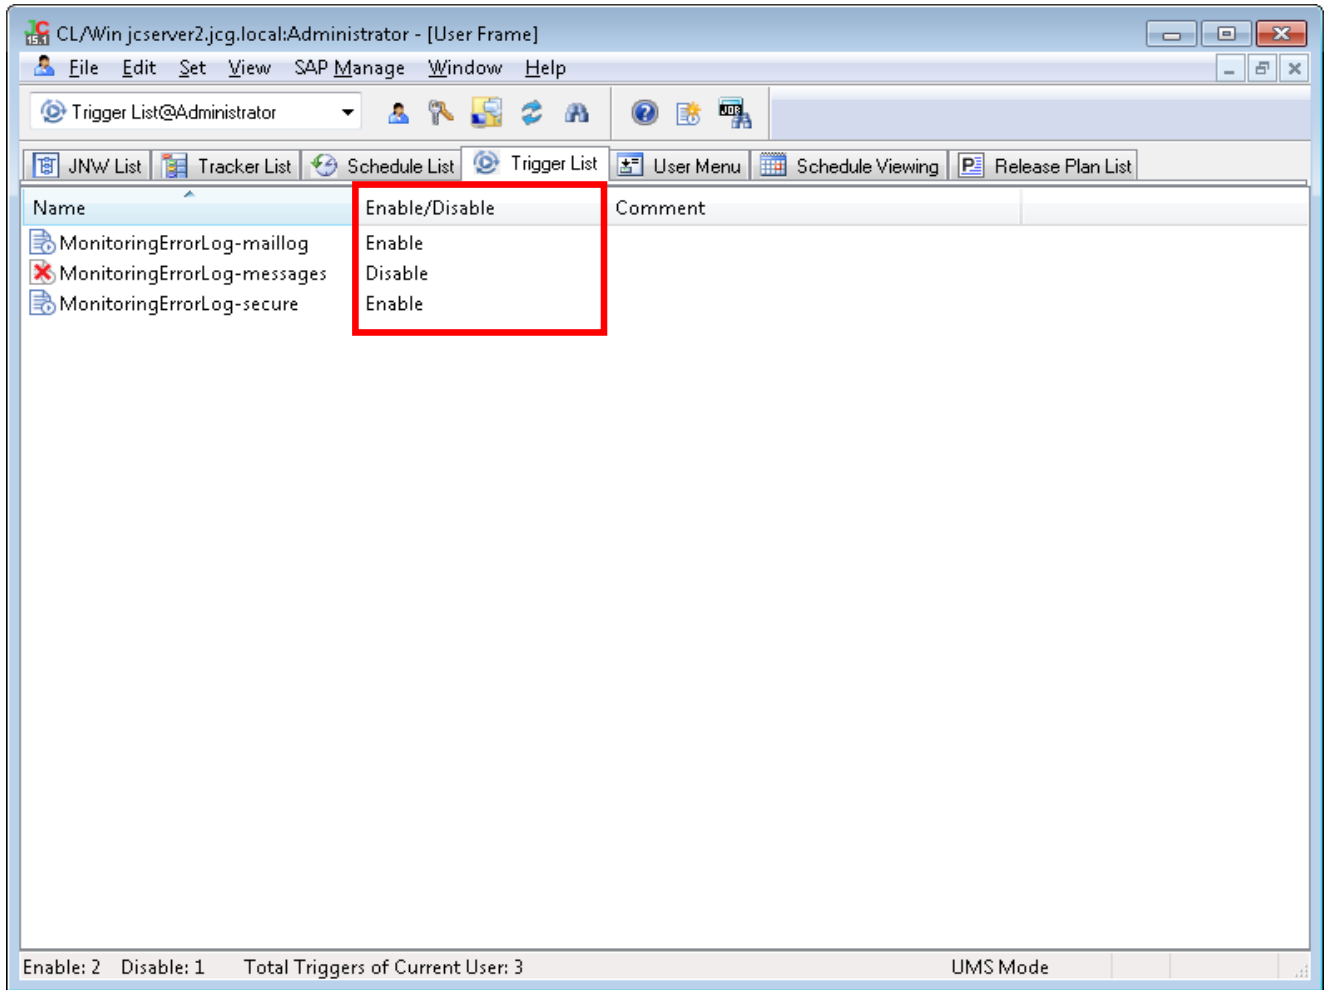 CL/Win jcserver2.jcg.local:Administrator - [User Frame]
File Edit Set View SAP Manage Window Help
Trigger List@Administrator
JNW List Tracker List Schedule List Trigger List User Menu Schedule Viewing Release Plan List
Name Enable/Disable Comment
MonitoringErrorLog-maillog Enable
MonitoringErrorLog-messages Disable
MonitoringErrorLog-secure Enable
Enable: 2 Disable: 1 Total Triggers of Current User: 3 UMS Mode